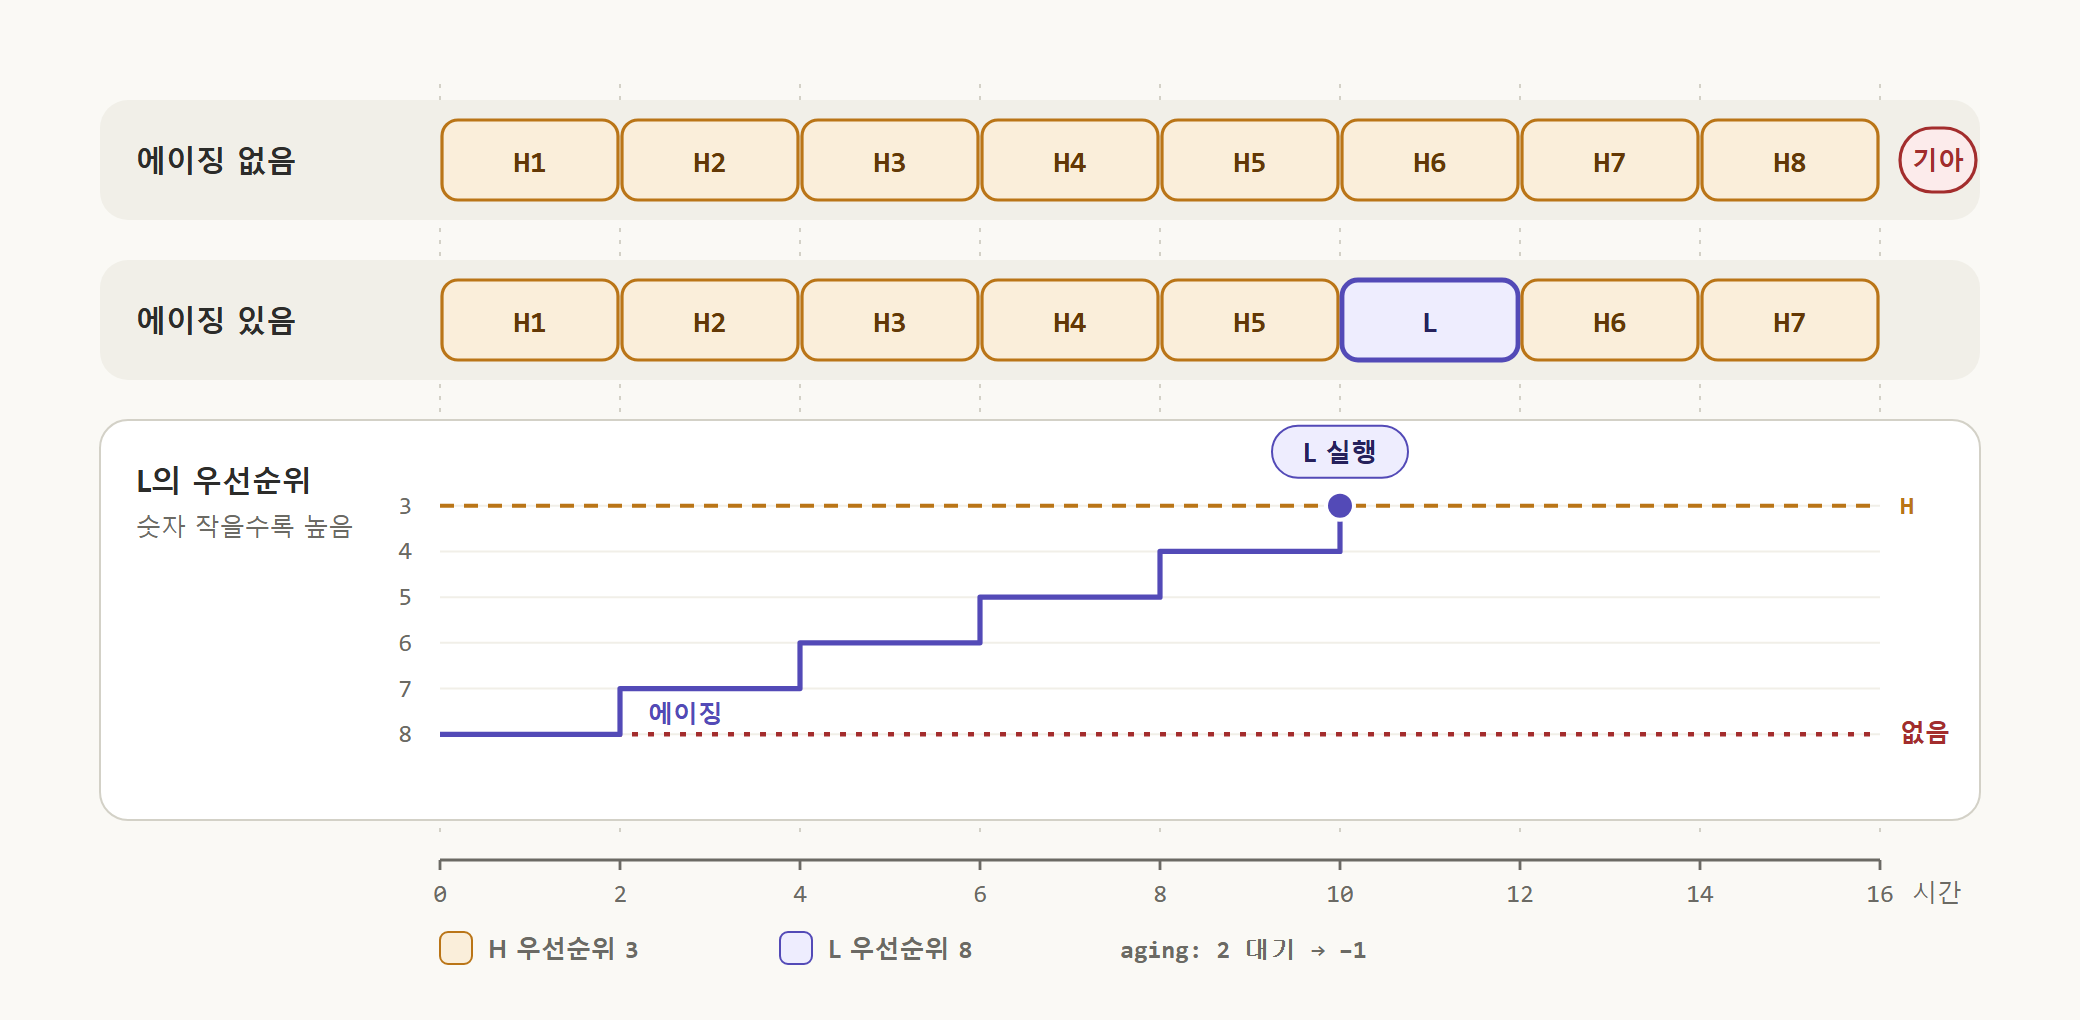 에이징 없음 H1 H2 H3 H4 H5 H6 H7 H8 기아
에이징 있음 H1 H2 H3 H4 H5 L H6 H7
L 실행
L의 우선순위
숫자 작을수록 높음
3 H
4
5
6
7
에이징
8 없음
0 2 4 6 8 10 12 14 16 시간
H 우선순위 3 L 우선순위 8 aging: 2 대기 → −1